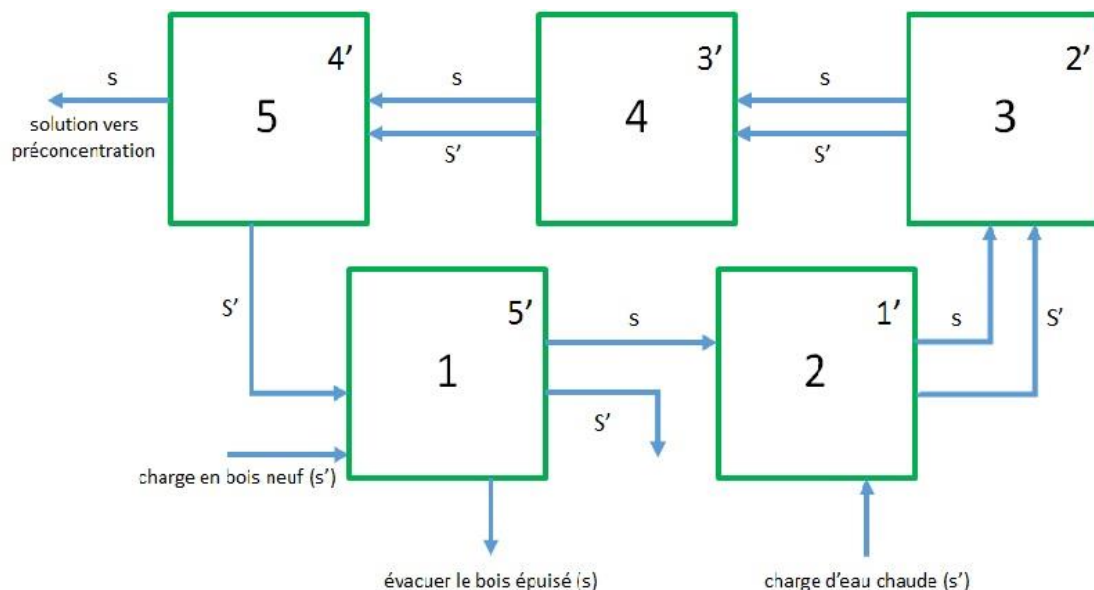 4'
3'
2'
s
s
s
5
4
3
solution vers
préconcentration
S'
S'
S'
5'
1'
s
s
S'
1
2
S'
charge en bois neuf (s')
évacuer le bois épuisé (s)
charge d'eau chaude (s')